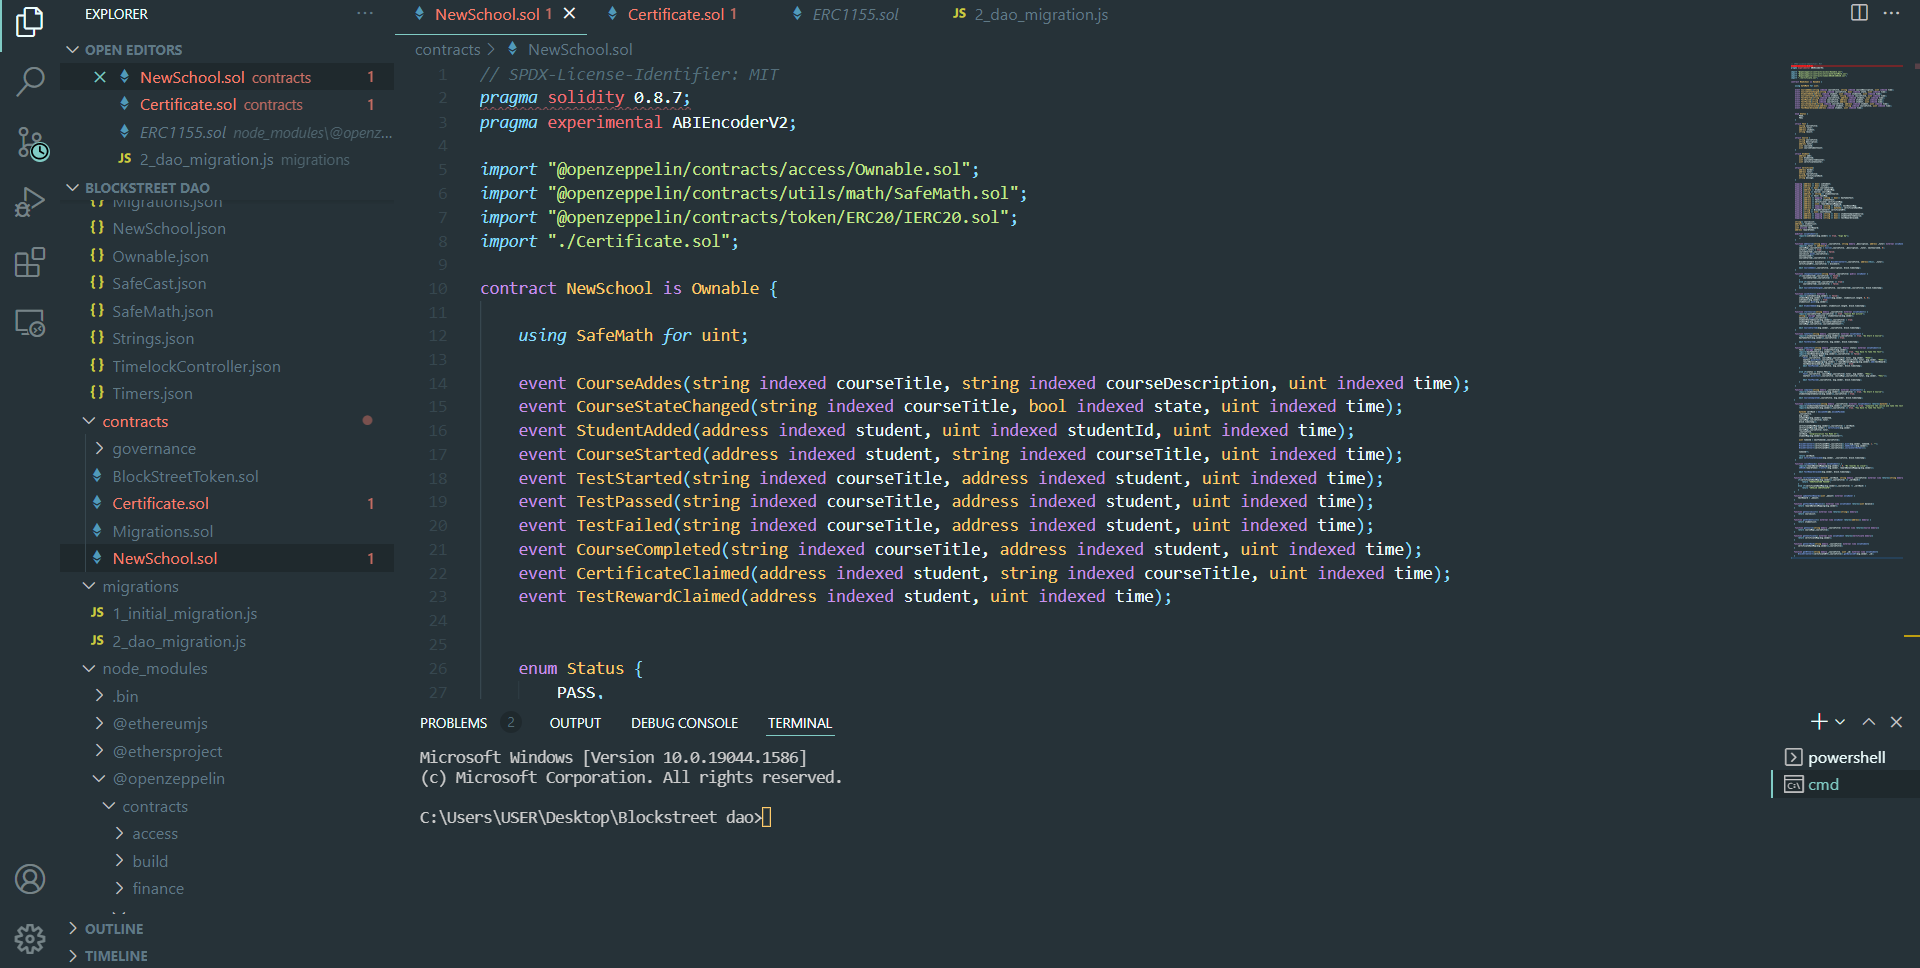 EXPLORER
OPEN EDITORS
NewSchool.sol contracts 1
Certificate.sol contracts 1
ERC1155.sol node_modules\@openz...
JS 2_dao_migration.js migrations
BLOCKSTREET DAO
Migrations.json
{} NewSchool.json
{} Ownable.json
{} SafeCast.json
{} SafeMath.json
{} Strings.json
{} TimelockController.json
{} Timers.json
contracts
governance
BlockStreetToken.sol
Certificate.sol 1
Migrations.sol
NewSchool.sol 1
migrations
JS 1_initial_migration.js
JS 2_dao_migration.js
node_modules
.bin
@ethereumjs
@ethersproject
@openzeppelin
contracts
access
build
finance
OUTLINE
TIMELINE
NewSchool.sol 1
Certificate.sol 1
ERC1155.sol
JS 2_dao_migration.js
contracts > NewSchool.sol
1 // SPDX-License-Identifier: MIT
2 pragma solidity 0.8.7;
3 pragma experimental ABIEncoderV2;
4
5 import "@openzeppelin/contracts/access/Ownable.sol";
6 import "@openzeppelin/contracts/utils/math/SafeMath.sol";
7 import "@openzeppelin/contracts/token/ERC20/IERC20.sol";
8 import "./Certificate.sol";
9
10 contract NewSchool is Ownable {
11
12 using SafeMath for uint;
13
14 event CourseAddes(string indexed courseTitle, string indexed courseDescription, uint indexed time);
15 event CourseStateChanged(string indexed courseTitle, bool indexed state, uint indexed time);
16 event StudentAdded(address indexed student, uint indexed studentId, uint indexed time);
17 event CourseStarted(address indexed student, string indexed courseTitle, uint indexed time);
18 event TestStarted(string indexed courseTitle, address indexed student, uint indexed time);
19 event TestPassed(string indexed courseTitle, address indexed student, uint indexed time);
20 event TestFailed(string indexed courseTitle, address indexed student, uint indexed time);
21 event CourseCompleted(string indexed courseTitle, address indexed student, uint indexed time);
22 event CertificateClaimed(address indexed student, string indexed courseTitle, uint indexed time);
23 event TestRewardClaimed(address indexed student, uint indexed time);
24
25
26 enum Status {
27 PASS,
PROBLEMS 2 OUTPUT DEBUG CONSOLE TERMINAL
Microsoft Windows [Version 10.0.19044.1586]
(c) Microsoft Corporation. All rights reserved.
C:\Users\USER\Desktop\Blockstreet dao>
powershell
cmd